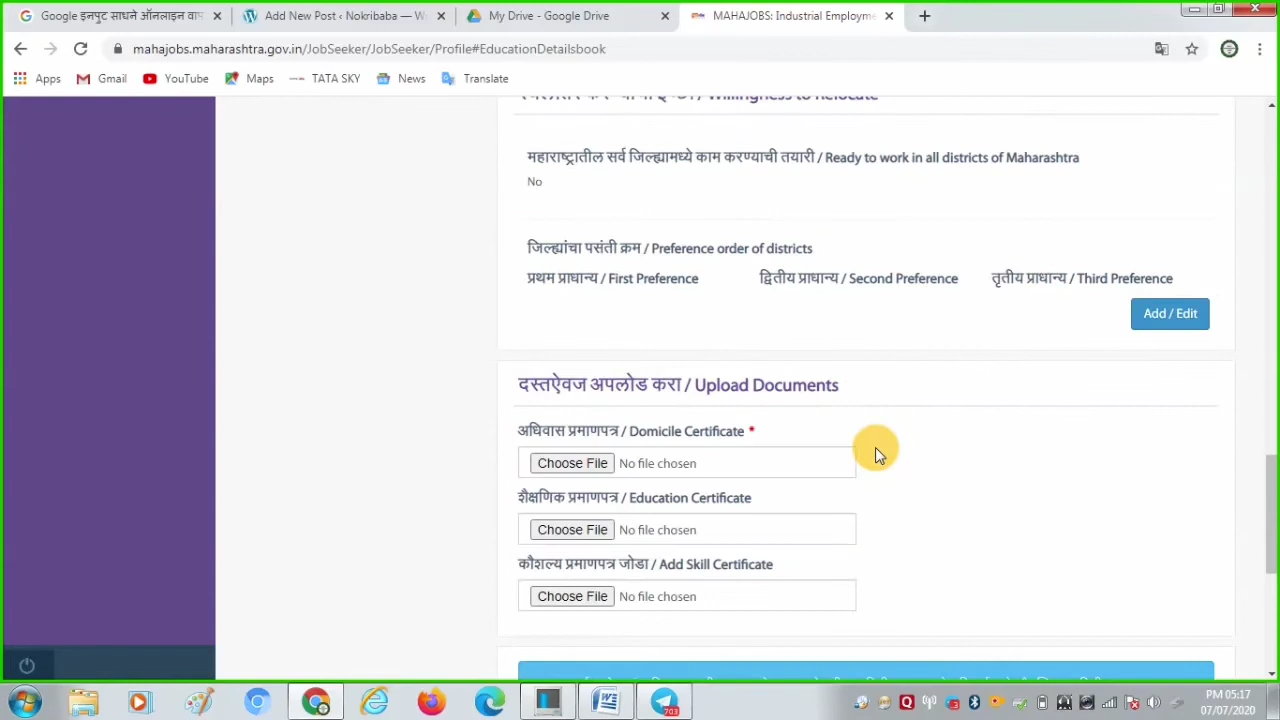 Google इनपुट साधने ऑनलाइन वाप
Add New Post ‹ Nokribaba — W
My Drive - Google Drive
MAHAJOBS: Industrial Employme
mahajobs.maharashtra.gov.in/JobSeeker/JobSeeker/Profile#EducationDetailsbook
Apps Gmail YouTube Maps TATA SKY News Translate
Willingness to Relocate
महाराष्ट्रातील सर्व जिल्ह्यामध्ये काम करण्याची तयारी / Ready to work in all districts of Maharashtra
No
जिल्ह्यांचा पसंती क्रम / Preference order of districts
प्रथम प्राधान्य / First Preference द्वितीय प्राधान्य / Second Preference तृतीय प्राधान्य / Third Preference
Add / Edit
दस्तऐवज अपलोड करा / Upload Documents
अधिवास प्रमाणपत्र / Domicile Certificate *
Choose File No file chosen
शैक्षणिक प्रमाणपत्र / Education Certificate
Choose File No file chosen
कौशल्य प्रमाणपत्र जोडा / Add Skill Certificate
Choose File No file chosen
703
PM 05:17
07/07/2020